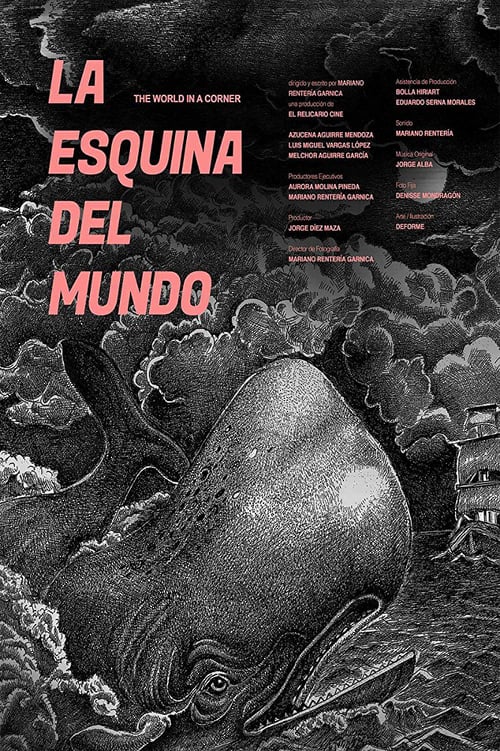 LA
ESQUINA
DEL
MUNDO
THE WORLD IN A CORNER
dirigido y escrito por MARIANO
RENTERÍA GARNICA
una producción de
EL RELICARIO CINE
AZUCENA AGUIRRE MENDOZA
LUIS MIGUEL VARGAS LÓPEZ
MELCHOR AGUIRRE GARCÍA
Productores Ejecutivos
AURORA MOLINA PINEDA
MARIANO RENTERÍA GARNICA
Productor
JORGE DÍEZ MAZA
Director de Fotografía
MARIANO RENTERÍA GARNICA
Asistencia de Producción
BOLLA HIRIART
EDUARDO SERNA MORALES
Sonido
MARIANO RENTERÍA
Música Original
JORGE ALBA
Foto Fija
DENISSE MONDRAGÓN
Arte / Ilustración
DEFORME